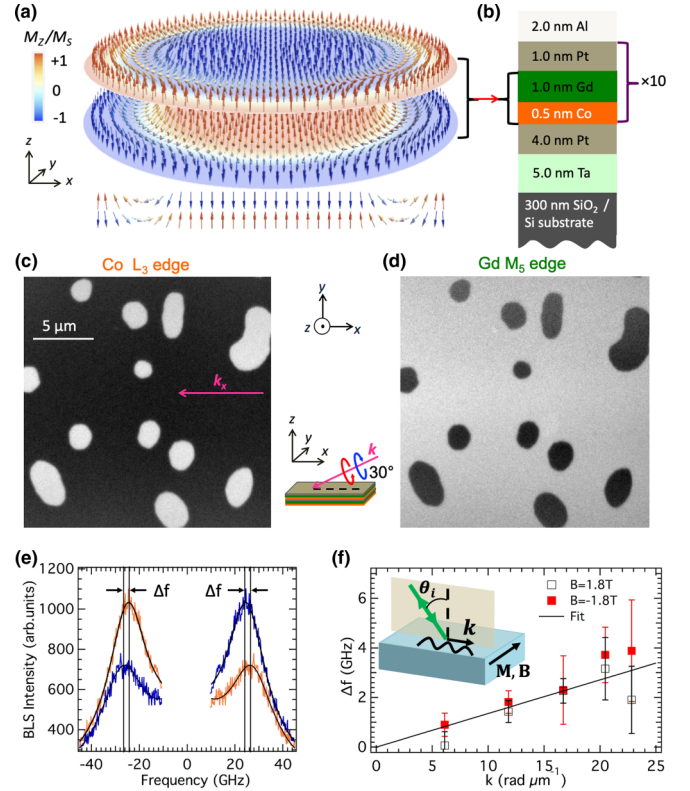 (a)
M_Z/M_S
+1
0
-1
z
y
x
(b)
2.0 nm Al
1.0 nm Pt
1.0 nm Gd
0.5 nm Co
4.0 nm Pt
5.0 nm Ta
300 nm SiO₂ /
Si substrate
×10
(c)
Co L₃ edge
5 μm
k_x
y
z
x
z
y
x
k
30°
(d)
Gd M₅ edge
(e)
BLS Intensity (arb.units)
1200
1000
800
600
400
Δf
Δf
-40
-20
0
20
40
Frequency (GHz)
(f)
Δf (GHz)
6
4
2
0
θ_i
k
M, B
B=1.8T
B=-1.8T
Fit
0
5
10
15
20
25
k (rad μm⁻¹)